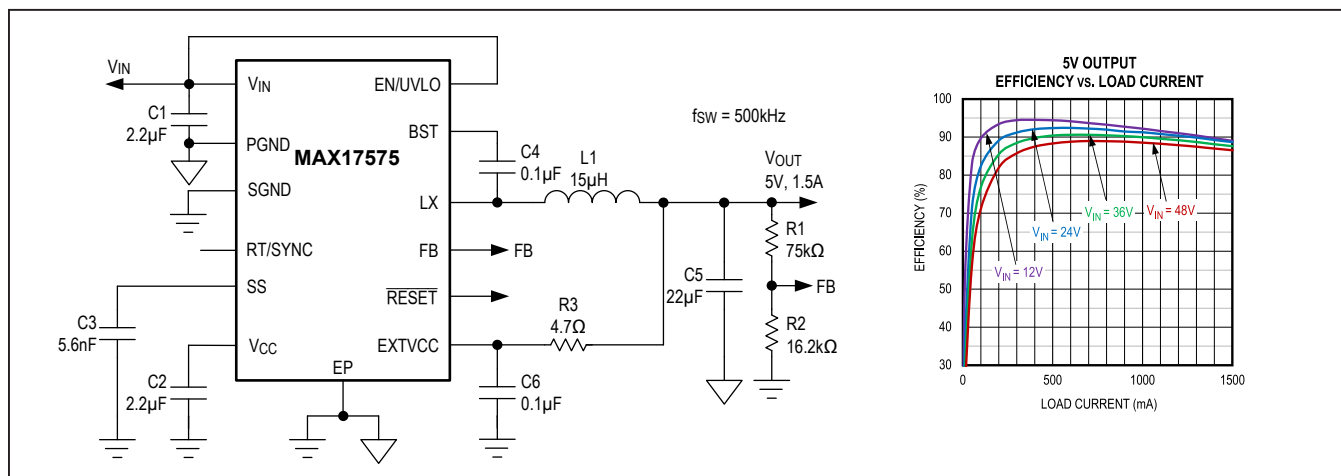 VIN
C1
2.2µF
VIN
PGND
SGND
RT/SYNC
SS
VCC
MAX17575
EN/UVLO
BST
LX
FB
RESET
EXTVCC
EP
C3
5.6nF
C2
2.2µF
C4
0.1µF
L1
15µH
fSW = 500kHz
VOUT
5V, 1.5A
FB
R3
4.7Ω
C6
0.1µF
C5
22µF
R1
75kΩ
FB
R2
16.2kΩ
5V OUTPUT
EFFICIENCY vs. LOAD CURRENT
EFFICIENCY (%)
100
90
80
70
60
50
40
30
VIN = 12V
VIN = 24V
VIN = 36V
VIN = 48V
0
500
1000
1500
LOAD CURRENT (mA)